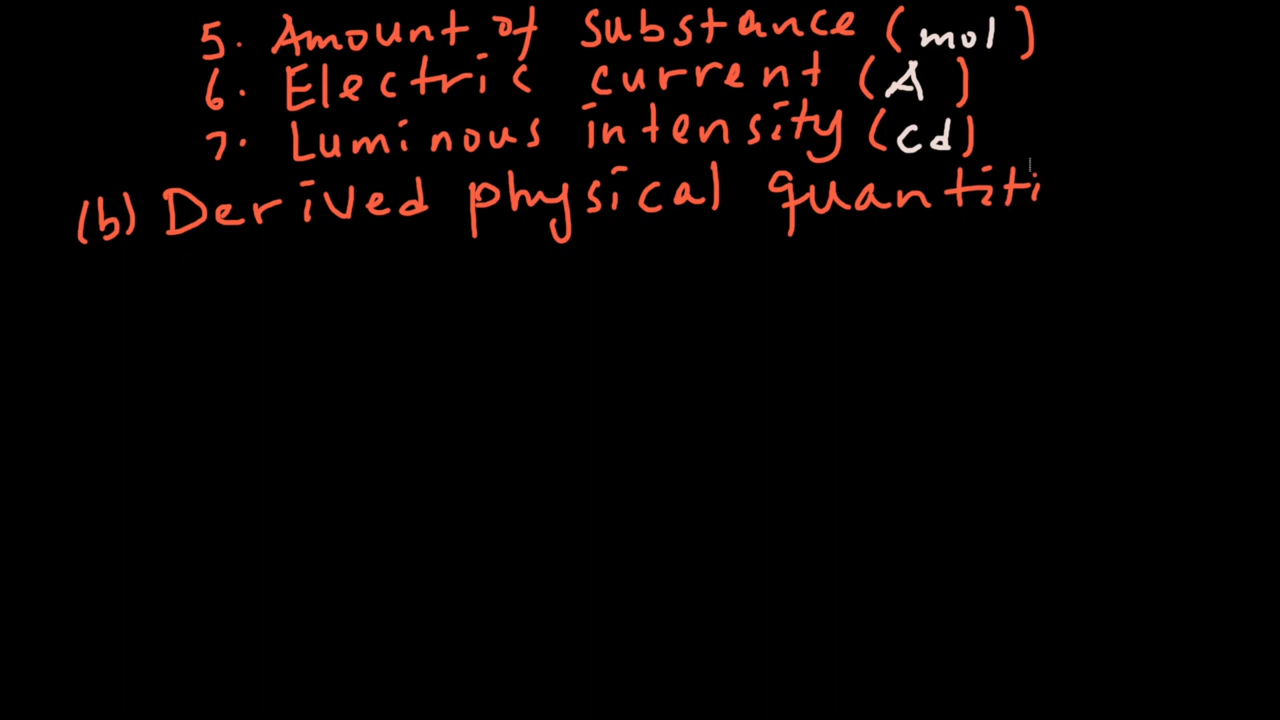 5. Amount of substance (mol)
6. Electric current (A)
7. Luminous intensity (cd)
(b) Derived physical quantiti